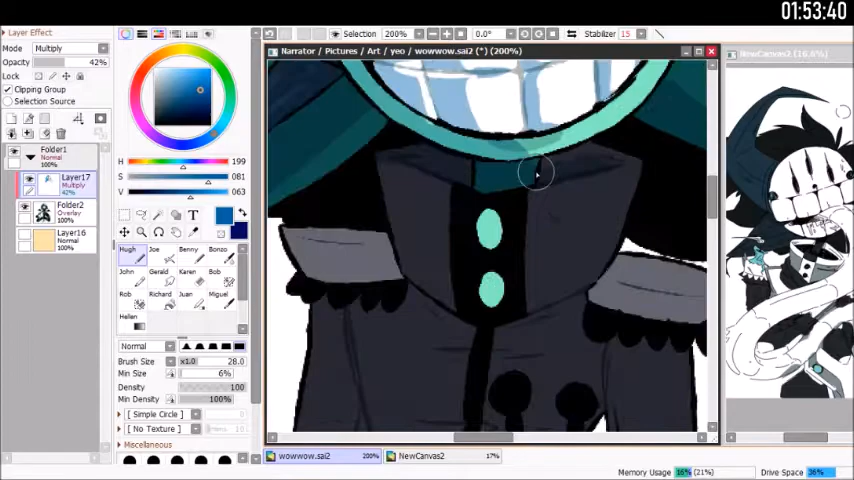 01:53:40
Layer Effect
Mode Multiply
Opacity 42%
Lock
Clipping Group
Selection Source
Folder1
Normal
100%
Layer17
Multiply
42%
Folder2
Overlay
100%
Layer16
Normal
100%
H 199
S 081
V 063
T
Hugh Joe Benny Bonzo
John Gerald Karen Bob
Rob Richard Juan Miguel
Helen
Normal
Brush Size x1.0 28.0
Min Size 6%
Density 100
Min Density 100%
[ Simple Circle ]
[ No Texture ]
Miscellaneous
Selection 200% 0.0° Stabilizer 15
Narrator / Pictures / Art / yeo / wowwow.sai2 (*) (200%)
NewCanvas2 (16.6%)
wowwow.sai2 200% NewCanvas2 17%
Memory Usage 16% (21%) Drive Space 36%